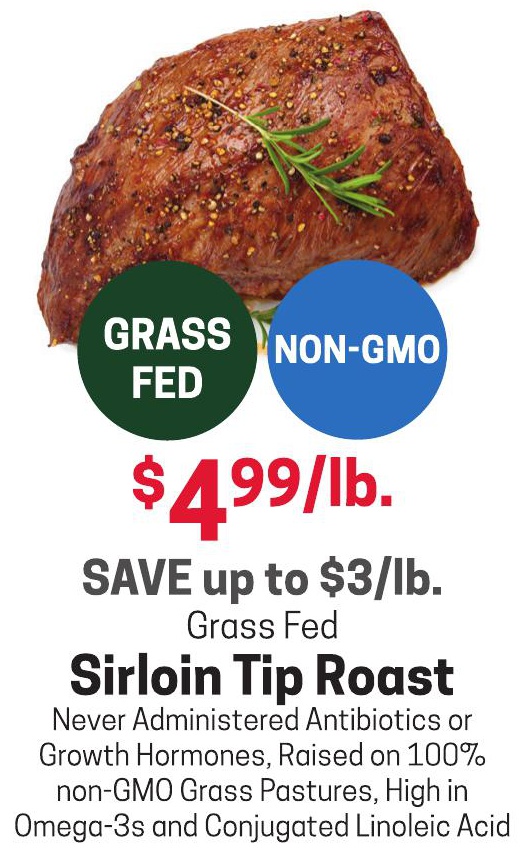 GRASS
FED
NON-GMO
$4.99/lb.
SAVE up to $3/lb.
Grass Fed
Sirloin Tip Roast
Never Administered Antibiotics or
Growth Hormones, Raised on 100%
non-GMO Grass Pastures, High in
Omega-3s and Conjugated Linoleic Acid